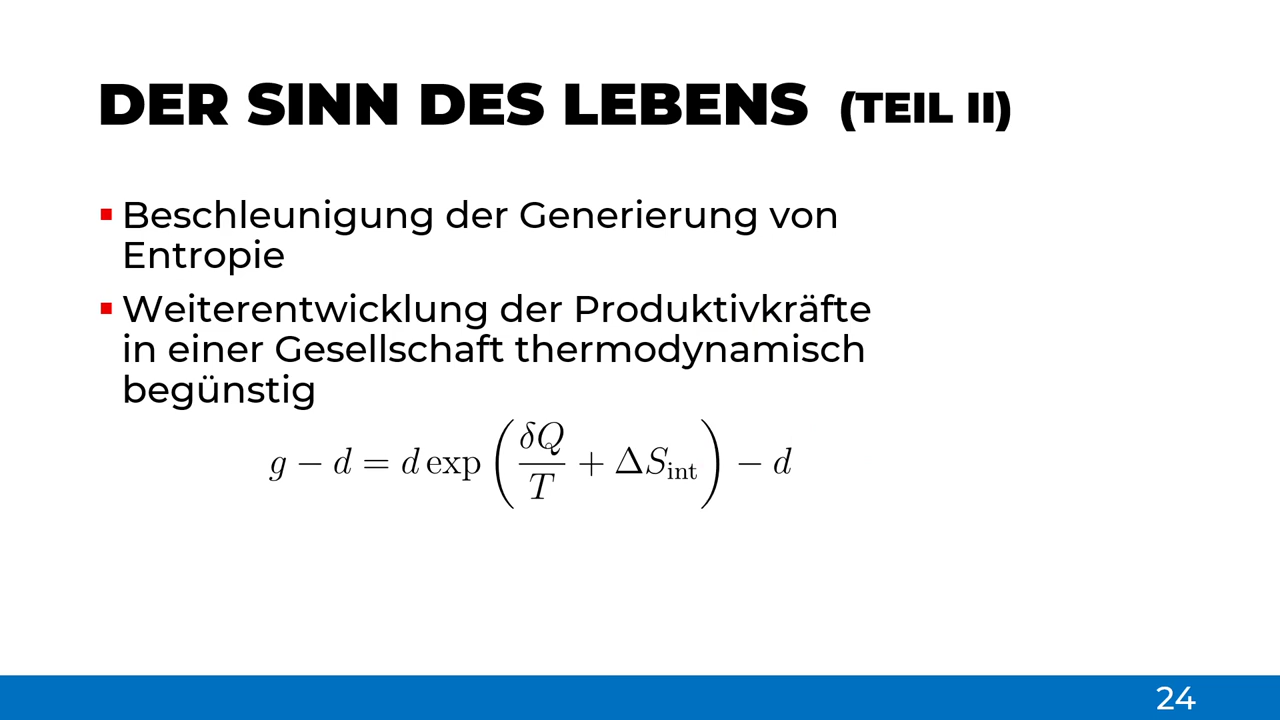 DER SINN DES LEBENS (TEIL II)
▪ Beschleunigung der Generierung von
Entropie
▪ Weiterentwicklung der Produktivkräfte
in einer Gesellschaft thermodynamisch
begünstig
g − d = d exp (δQ/T + ΔS_int) − d
24